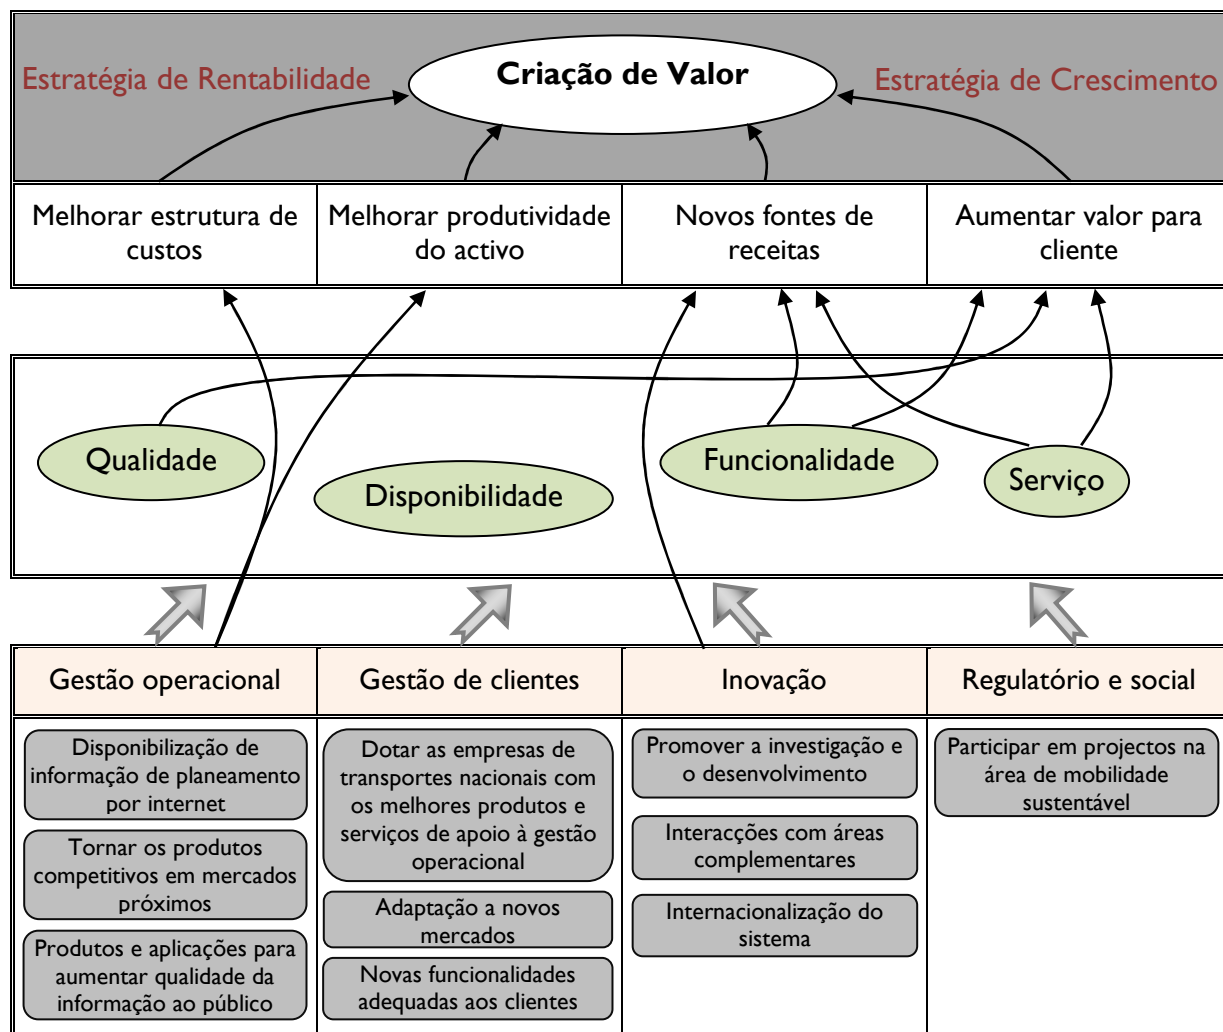 Estratégia de Rentabilidade
Criação de Valor
Estratégia de Crescimento
Melhorar estrutura de
custos
Melhorar produtividade
do activo
Novos fontes de
receitas
Aumentar valor para
cliente
Qualidade
Disponibilidade
Funcionalidade
Serviço
Gestão operacional
Gestão de clientes
Inovação
Regulatório e social
Disponibilização de
informação de planeamento
por internet
Tornar os produtos
competitivos em mercados
próximos
Produtos e aplicações para
aumentar qualidade da
informação ao público
Dotar as empresas de
transportes nacionais com
os melhores produtos e
serviços de apoio à gestão
operacional
Adaptação a novos
mercados
Novas funcionalidades
adequadas aos clientes
Promover a investigação e
o desenvolvimento
Interacções com áreas
complementares
Internacionalização do
sistema
Participar em projectos na
área de mobilidade
sustentável